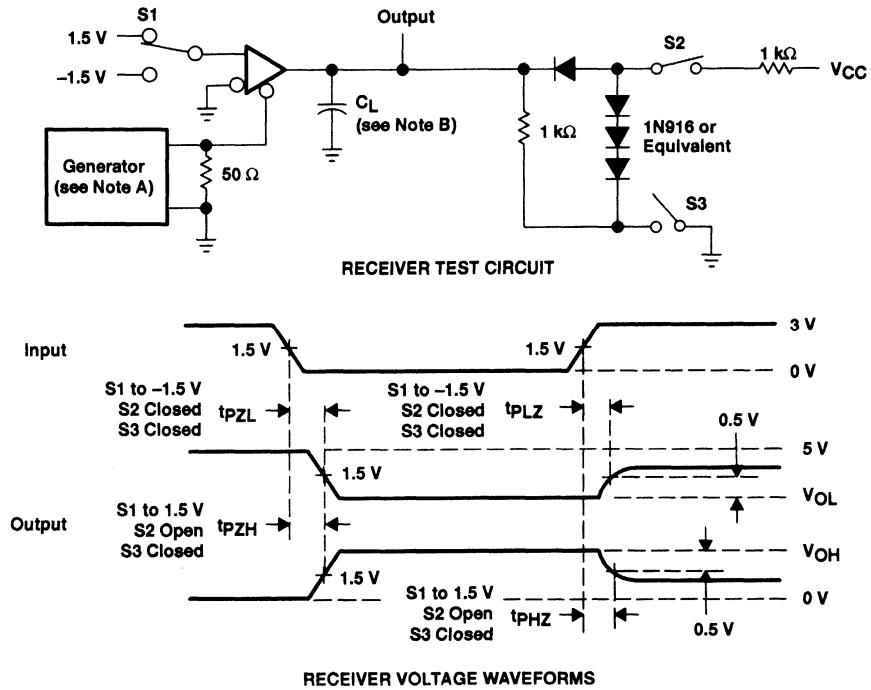 S1
Output
1.5 V
–1.5 V
S2
1 kΩ
VCC
CL
(see Note B)
1 kΩ
1N916 or
Equivalent
Generator
(see Note A)
50 Ω
S3
RECEIVER TEST CIRCUIT
Input
1.5 V
1.5 V
3 V
0 V
S1 to –1.5 V
S2 Closed
S3 Closed
tPZL
S1 to –1.5 V
S2 Closed
S3 Closed
tPLZ
0.5 V
5 V
1.5 V
VOL
Output
S1 to 1.5 V
S2 Open
S3 Closed
tPZH
VOH
1.5 V
S1 to 1.5 V
S2 Open
S3 Closed
tPHZ
0 V
0.5 V
RECEIVER VOLTAGE WAVEFORMS